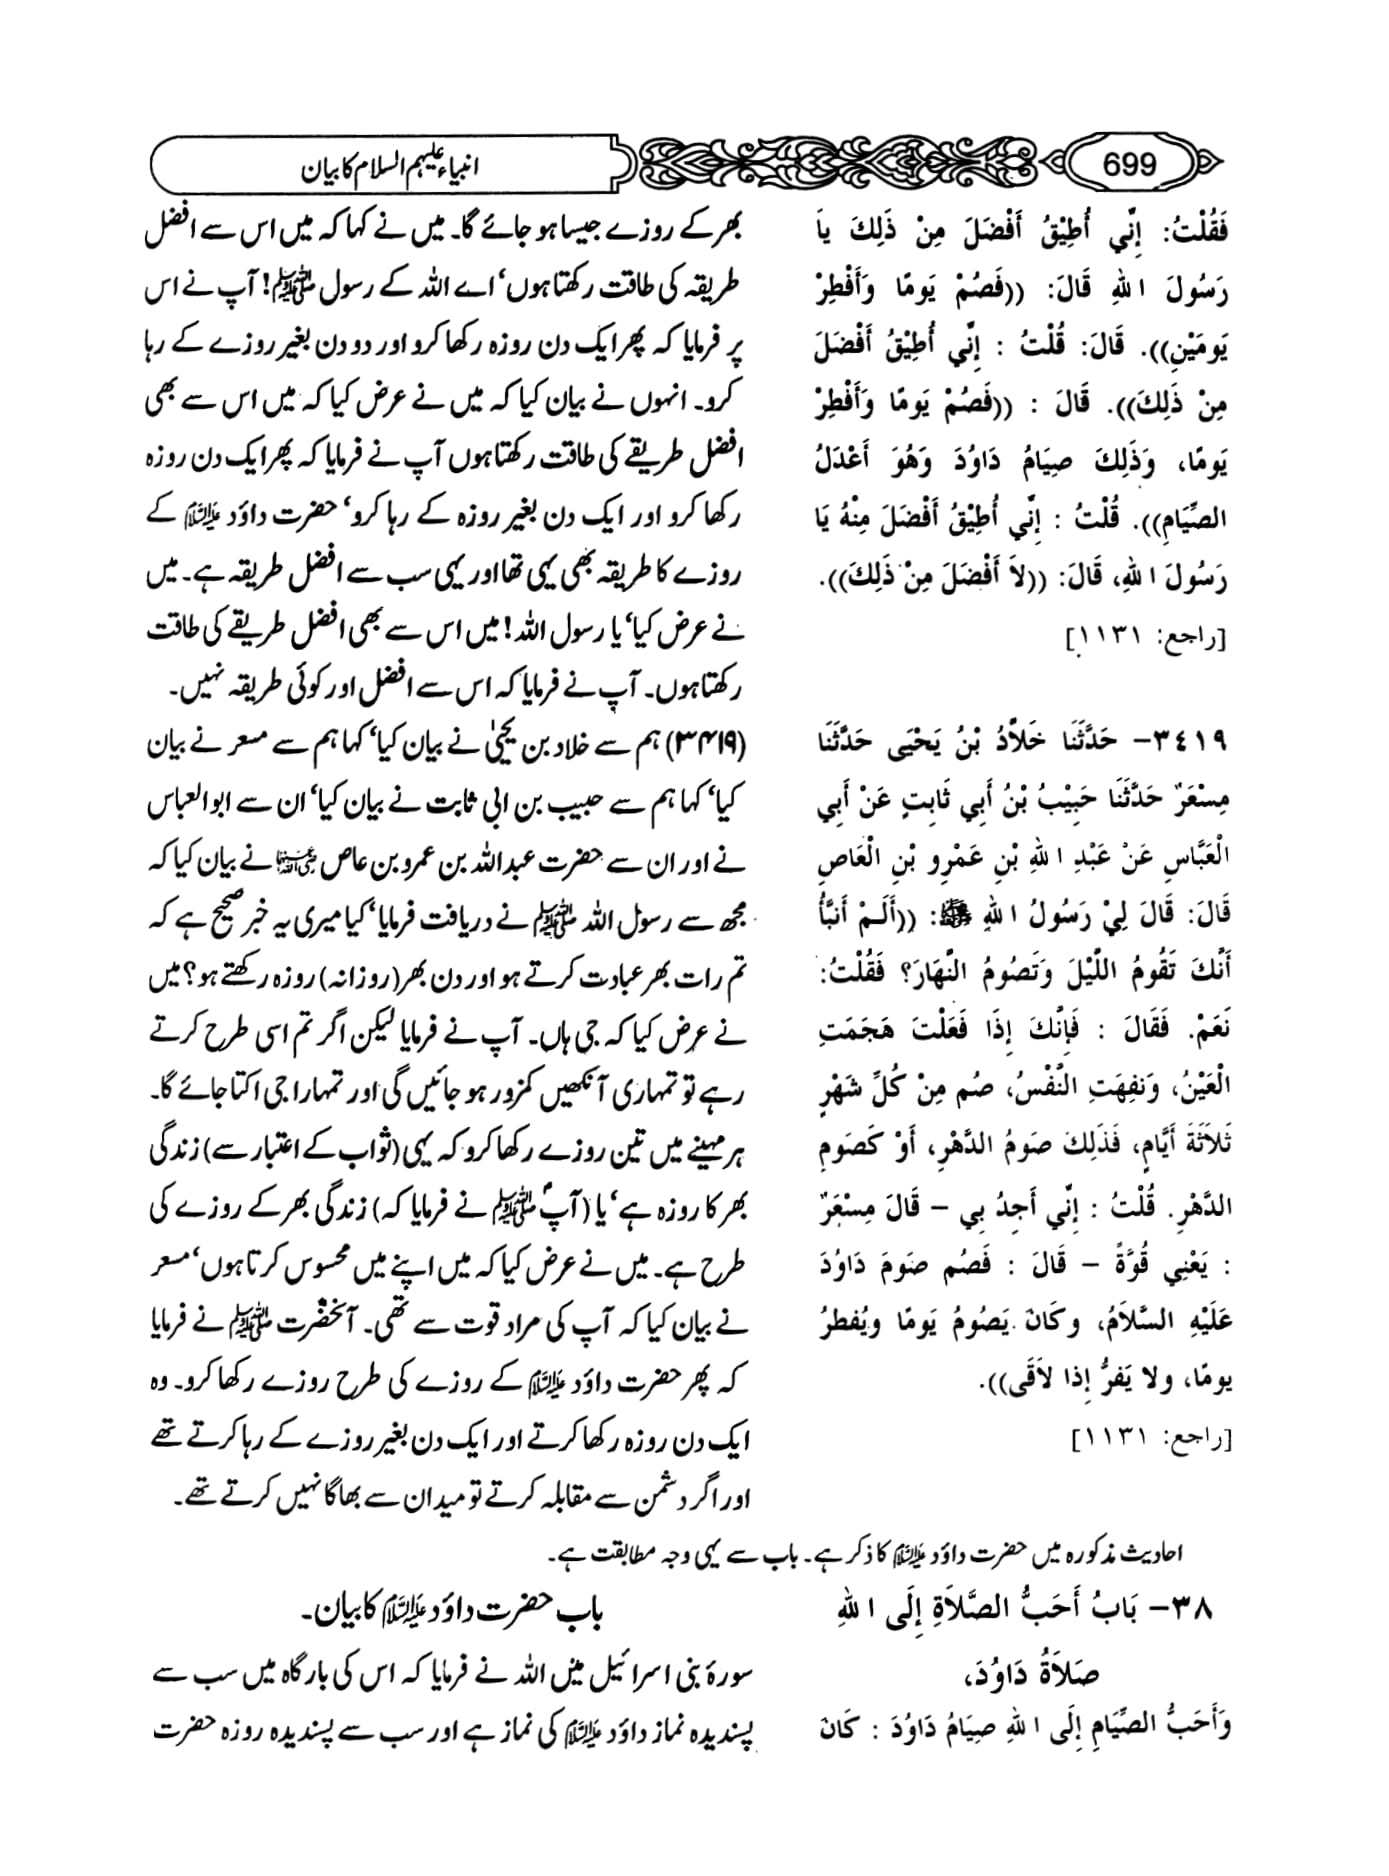 699
انبیاء علیہم السلام کا بیان
فَقُلْتُ: إِنِّي أُطِيْقُ أَفْضَلَ مِنْ ذَلِكَ يَا
رَسُولَ اللهِ قَالَ: ((فَصُمْ يَومًا وَأَفْطِرْ
يَومَيْنِ)). قَالَ: قُلْتُ : إِنِّي أُطِيْقُ أَفْضَلَ
مِنْ ذَلِكَ)). قَالَ : ((فَصُمْ يَومًا وَأَفْطِرْ
يَومًا، وَذَلِكَ صِيَامُ دَاوُدَ وَهُوَ أَعْدَلُ
الصِّيَامِ)). قُلْتُ : إِنِّي أُطِيْقُ أَفْضَلَ مِنْهُ يَا
رَسُولَ اللهِ، قَالَ: ((لاَ أَفْضَلَ مِنْ ذَلِكَ)).
[راجع: ١١٣١]
بھر کے روزے جیسا ہو جائے گا۔ میں نے کہا کہ میں اس سے افضل
طریقہ کی طاقت رکھتا ہوں‘ اے اللہ کے رسول ﷺ! آپ نے اس
پر فرمایا کہ پھر ایک دن روزہ رکھا کرو اور دو دن بغیر روزے کے رہا
کرو۔ انہوں نے بیان کیا کہ میں نے عرض کیا کہ میں اس سے بھی
افضل طریقے کی طاقت رکھتا ہوں آپ نے فرمایا کہ پھر ایک دن روزہ
رکھا کرو اور ایک دن بغیر روزہ کے رہا کرو‘ حضرت داؤد علیہ السلام کے
روزے کا طریقہ بھی یہی تھا اور یہی سب سے افضل طریقہ ہے۔ میں
نے عرض کیا‘ یا رسول اللہ! میں اس سے بھی افضل طریقے کی طاقت
رکھتا ہوں۔ آپ نے فرمایا کہ اس سے افضل اور کوئی طریقہ نہیں۔
٣٤١٩- حَدَّثَنَا خَلاَّدُ بْنُ يَحْيَى حَدَّثَنَا
مِسْعَرٌ حَدَّثَنَا حَبِيْبُ بْنُ أَبِي ثَابِتٍ عَنْ أَبِي
الْعَبَّاسِ عَنْ عَبْدِ اللهِ بْنِ عَمْرِو بْنِ الْعَاصِ
قَالَ: قَالَ لِيْ رَسُولُ اللهِ ﷺ: ((أَلَمْ أُنَبَّأْ
أَنَّكَ تَقُومُ اللَّيْلَ وَتَصُومُ النَّهَارَ؟ فَقُلْتُ:
نَعَمْ. فَقَالَ : فَإِنَّكَ إِذَا فَعَلْتَ هَجَمَتِ
الْعَيْنُ، وَنَفِهَتِ النَّفْسُ، صُم مِنْ كُلِّ شَهْرٍ
ثَلاَثَةَ أَيَّامٍ، فَذَلِكَ صَومُ الدَّهْرِ، أَوْ كَصَومِ
الدَّهْرِ. قُلْتُ : إِنِّي أَجِدُ بِي – قَالَ مِسْعَرٌ
: يَعْنِي قُوَّةً – قَالَ : فَصُم صَومَ دَاوُدَ
عَلَيْهِ السَّلاَمُ، وكَانَ يَصُومُ يَومًا ويُفطرُ
يومًا، ولا يَفرُّ إذا لاَقَى)).
[راجع: ١١٣١]
(۳۴۱۹) ہم سے خلاد بن یحییٰ نے بیان کیا‘ کہا ہم سے مسعر نے بیان
کیا‘ کہا ہم سے حبیب بن ابی ثابت نے بیان کیا‘ ان سے ابو العباس
نے اور ان سے حضرت عبداللہ بن عمرو بن عاص رضی اللہ عنہما نے بیان کیا کہ
مجھ سے رسول اللہ ﷺ نے دریافت فرمایا‘ کیا میری یہ خبر صحیح ہے کہ
تم رات بھر عبادت کرتے ہو اور دن بھر (روزانہ) روزہ رکھتے ہو؟ میں
نے عرض کیا کہ جی ہاں۔ آپ نے فرمایا لیکن اگر تم اسی طرح کرتے
رہے تو تمہاری آنکھیں کمزور ہو جائیں گی اور تمہارا جی اکتا جائے گا۔
ہر مہینے میں تین روزے رکھا کرو کہ یہی (ثواب کے اعتبار سے) زندگی
بھر کا روزہ ہے‘ یا (آپ ﷺ نے فرمایا کہ) زندگی بھر کے روزے کی
طرح ہے۔ میں نے عرض کیا کہ میں اپنے میں محسوس کرتا ہوں‘ مسعر
نے بیان کیا کہ آپ کی مراد قوت سے تھی۔ آنحضرت ﷺ نے فرمایا
کہ پھر حضرت داؤد علیہ السلام کے روزے کی طرح روزے رکھا کرو۔ وہ
ایک دن روزہ رکھا کرتے اور ایک دن بغیر روزے کے رہا کرتے تھے
اور اگر دشمن سے مقابلہ کرتے تو میدان سے بھاگا نہیں کرتے تھے۔
احادیث مذکورہ میں حضرت داؤد علیہ السلام کا ذکر ہے۔ باب سے یہی وجہ مطابقت ہے۔
٣٨- بَابُ أَحَبُّ الصَّلاَةِ إِلَى اللهِ
صَلاَةُ دَاوُدَ،
وَأَحَبُّ الصِّيَامِ إِلَى اللهِ صِيَامُ دَاوُدَ : كَانَ
باب حضرت داؤد علیہ السلام کا بیان۔
سورۂ بنی اسرائیل میں اللہ نے فرمایا کہ اس کی بارگاہ میں سب سے
پسندیدہ نماز داؤد علیہ السلام کی نماز ہے اور سب سے پسندیدہ روزہ حضرت